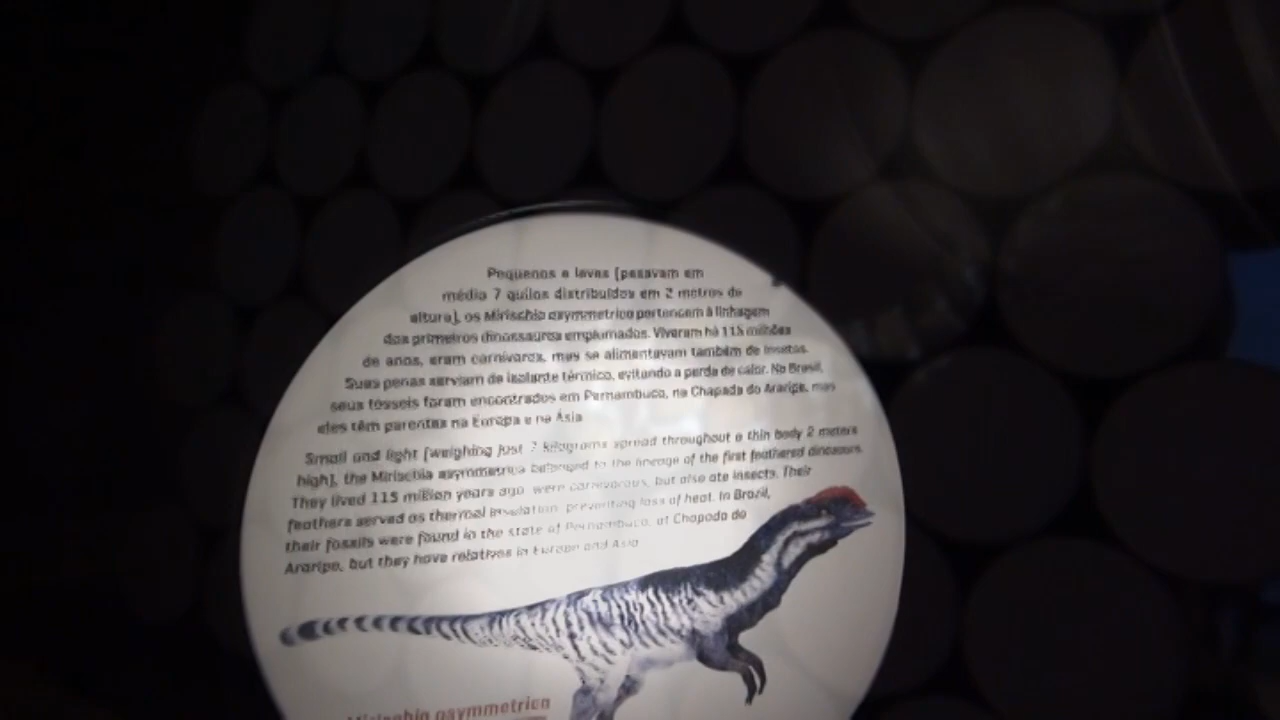 Pequenos e leves (pesavam em
média 7 quilos distribuídos em 2 metros de
altura), os Mirischia asymmetrica pertencem à linhagem
dos primeiros dinossauros emplumados. Viveram há 115 milhões
de anos, eram carnívoros, mas se alimentavam também de insetos.
Suas penas serviam de isolante térmico, evitando a perda de calor. No Brasil,
seus fósseis foram encontrados em Pernambuco, na Chapada do Araripe, mas
eles têm parentes na Europa e na Ásia
Small and light (weighing just 7 kilograms spread throughout a thin body 2 meters
high), the Mirischia asymmetrica belonged to the lineage of the first feathered dinosaurs.
They lived 115 million years ago, were carnivorous, but also ate insects. Their
feathers served as thermal insulation, preventing loss of heat. In Brazil,
their fossils were found in the state of Pernambuco, at Chapada do
Araripe, but they have relatives in Europe and Asia
Mirischia asymmetrica